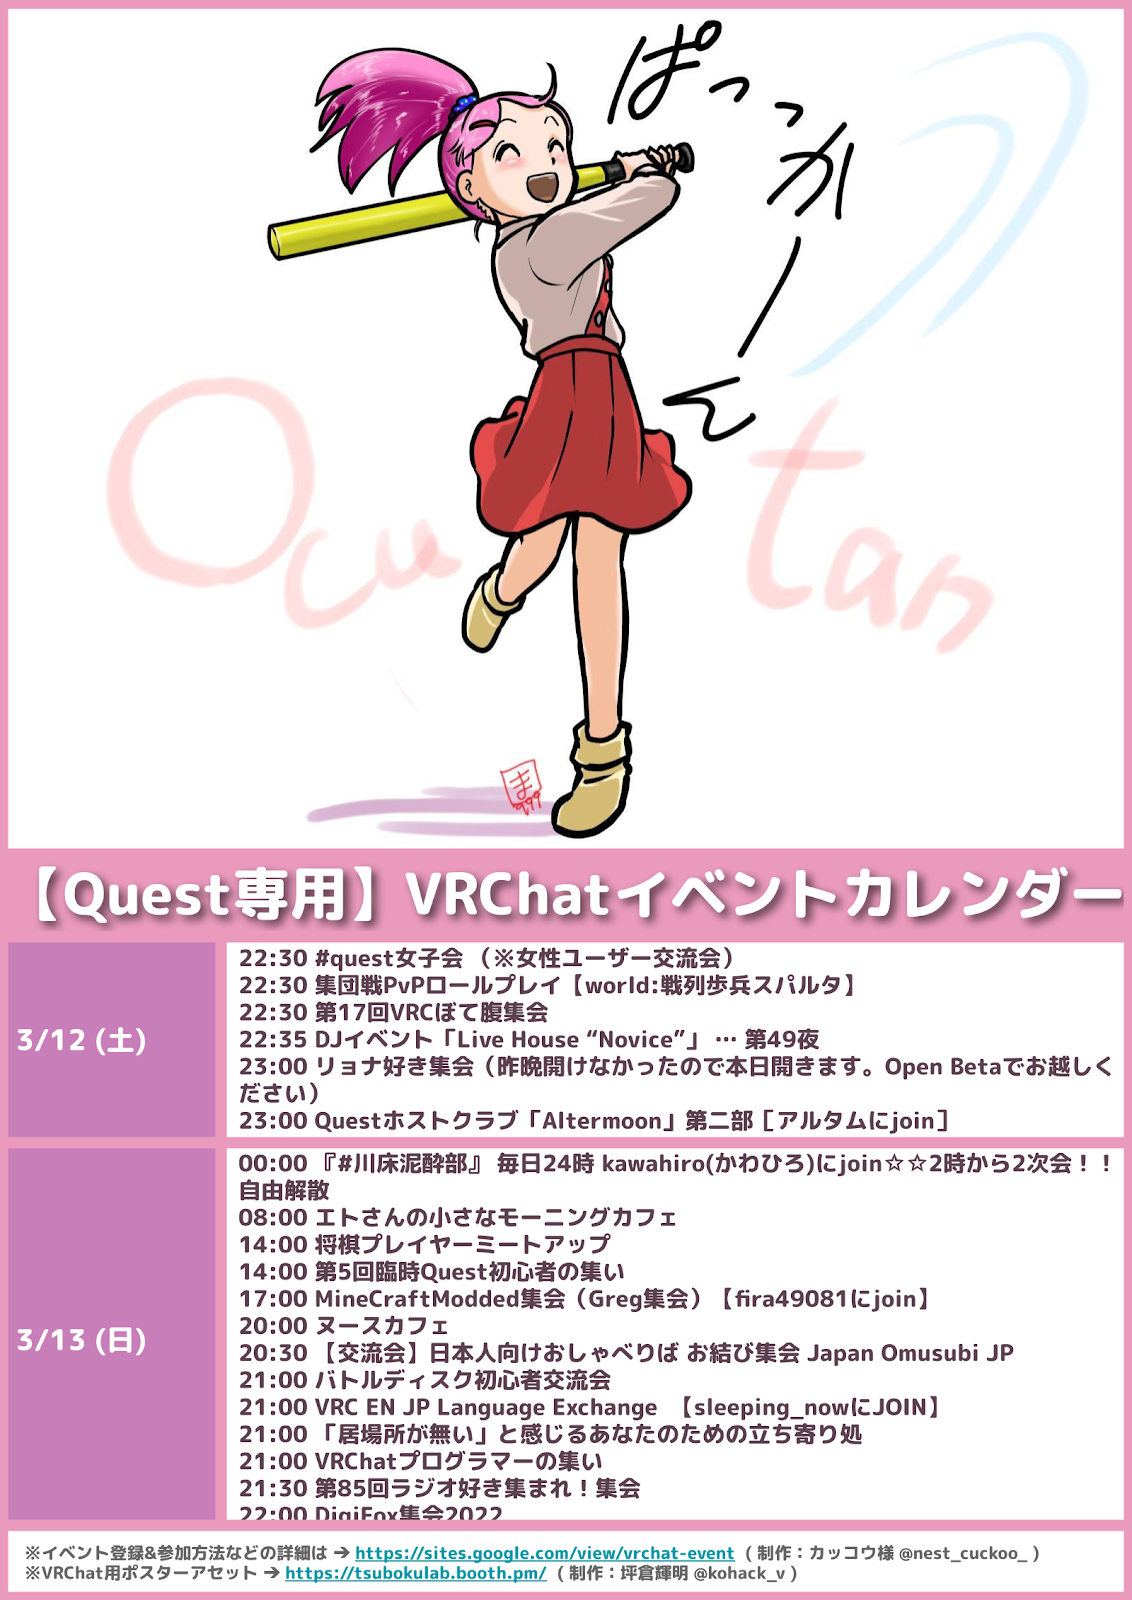 ぱっっかーん
Ocu tan
ま
999
【Quest専用】VRChatイベントカレンダー
3/12 (土)
22:30 #quest女子会 （※女性ユーザー交流会）
22:30 集団戦PvPロールプレイ【world:戦列歩兵スパルタ】
22:30 第17回VRCぼて腹集会
22:35 DJイベント「Live House “Novice”」 … 第49夜
23:00 リョナ好き集会（昨晩開けなかったので本日開きます。Open Betaでお越しく
ださい）
23:00 Questホストクラブ「Altermoon」第二部［アルタムにjoin］
3/13 (日)
00:00 『#川床泥酔部』 毎日24時 kawahiro(かわひろ)にjoin☆☆2時から2次会！！
自由解散
08:00 エトさんの小さなモーニングカフェ
14:00 将棋プレイヤーミートアップ
14:00 第5回臨時Quest初心者の集い
17:00 MineCraftModded集会（Greg集会）【fira49081にjoin】
20:00 ヌースカフェ
20:30 【交流会】日本人向けおしゃべりば お結び集会 Japan Omusubi JP
21:00 バトルディスク初心者交流会
21:00 VRC EN JP Language Exchange 【sleeping_nowにJOIN】
21:00 「居場所が無い」と感じるあなたのための立ち寄り処
21:00 VRChatプログラマーの集い
21:30 第85回ラジオ好き集まれ！集会
22:00 DigiFox集会2022
※イベント登録&参加方法などの詳細は ➔ https://sites.google.com/view/vrchat-event （ 制作：カッコウ様 @nest_cuckoo_ ）
※VRChat用ポスターアセット ➔ https://tsubokulab.booth.pm/ （ 制作：坪倉輝明 @kohack_v ）